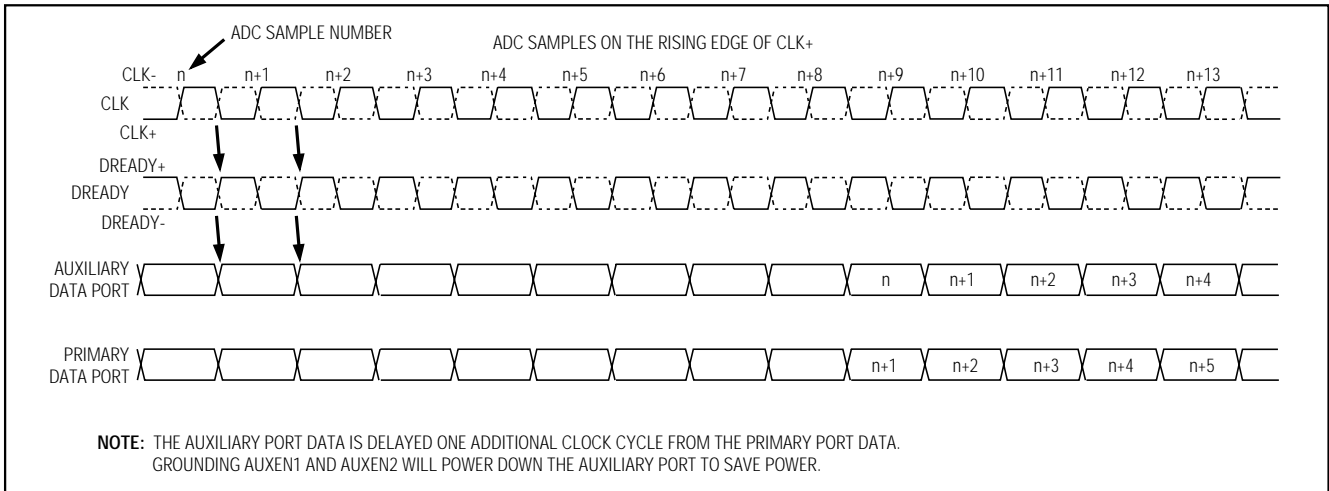 ADC SAMPLE NUMBER
ADC SAMPLES ON THE RISING EDGE OF CLK+
CLK- n n+1 n+2 n+3 n+4 n+5 n+6 n+7 n+8 n+9 n+10 n+11 n+12 n+13
CLK
CLK+
DREADY+
DREADY
DREADY-
AUXILIARY
DATA PORT
n n+1 n+2 n+3 n+4
PRIMARY
DATA PORT
n+1 n+2 n+3 n+4 n+5
NOTE: THE AUXILIARY PORT DATA IS DELAYED ONE ADDITIONAL CLOCK CYCLE FROM THE PRIMARY PORT DATA.
GROUNDING AUXEN1 AND AUXEN2 WILL POWER DOWN THE AUXILIARY PORT TO SAVE POWER.